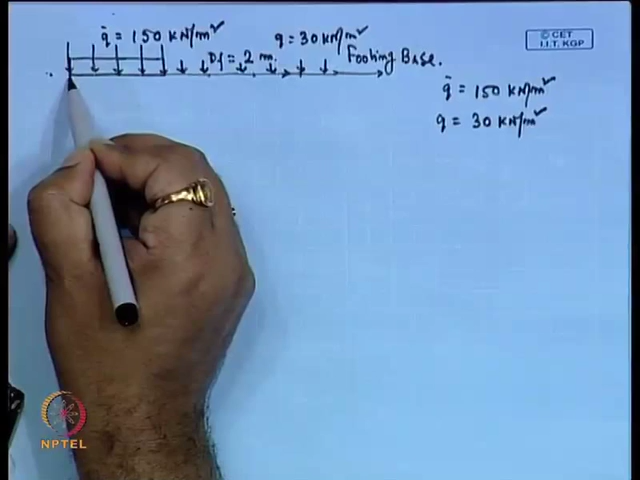 © CET
I.I.T. KGP
q̄ = 150 KN/m²
q = 30 KN/m²
Df = 2 m
Footing Base.
q̄ = 150 KN/m²
q = 30 KN/m²
NPTEL